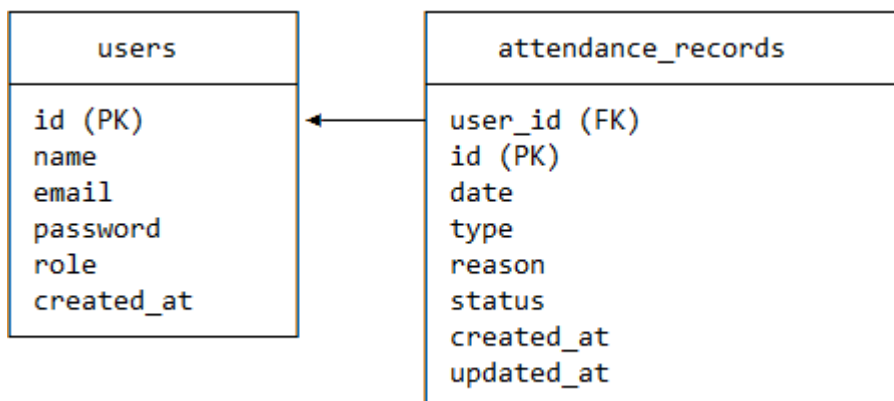 users
id (PK)
name
email
password
role
created_at
attendance_records
user_id (FK)
id (PK)
date
type
reason
status
created_at
updated_at